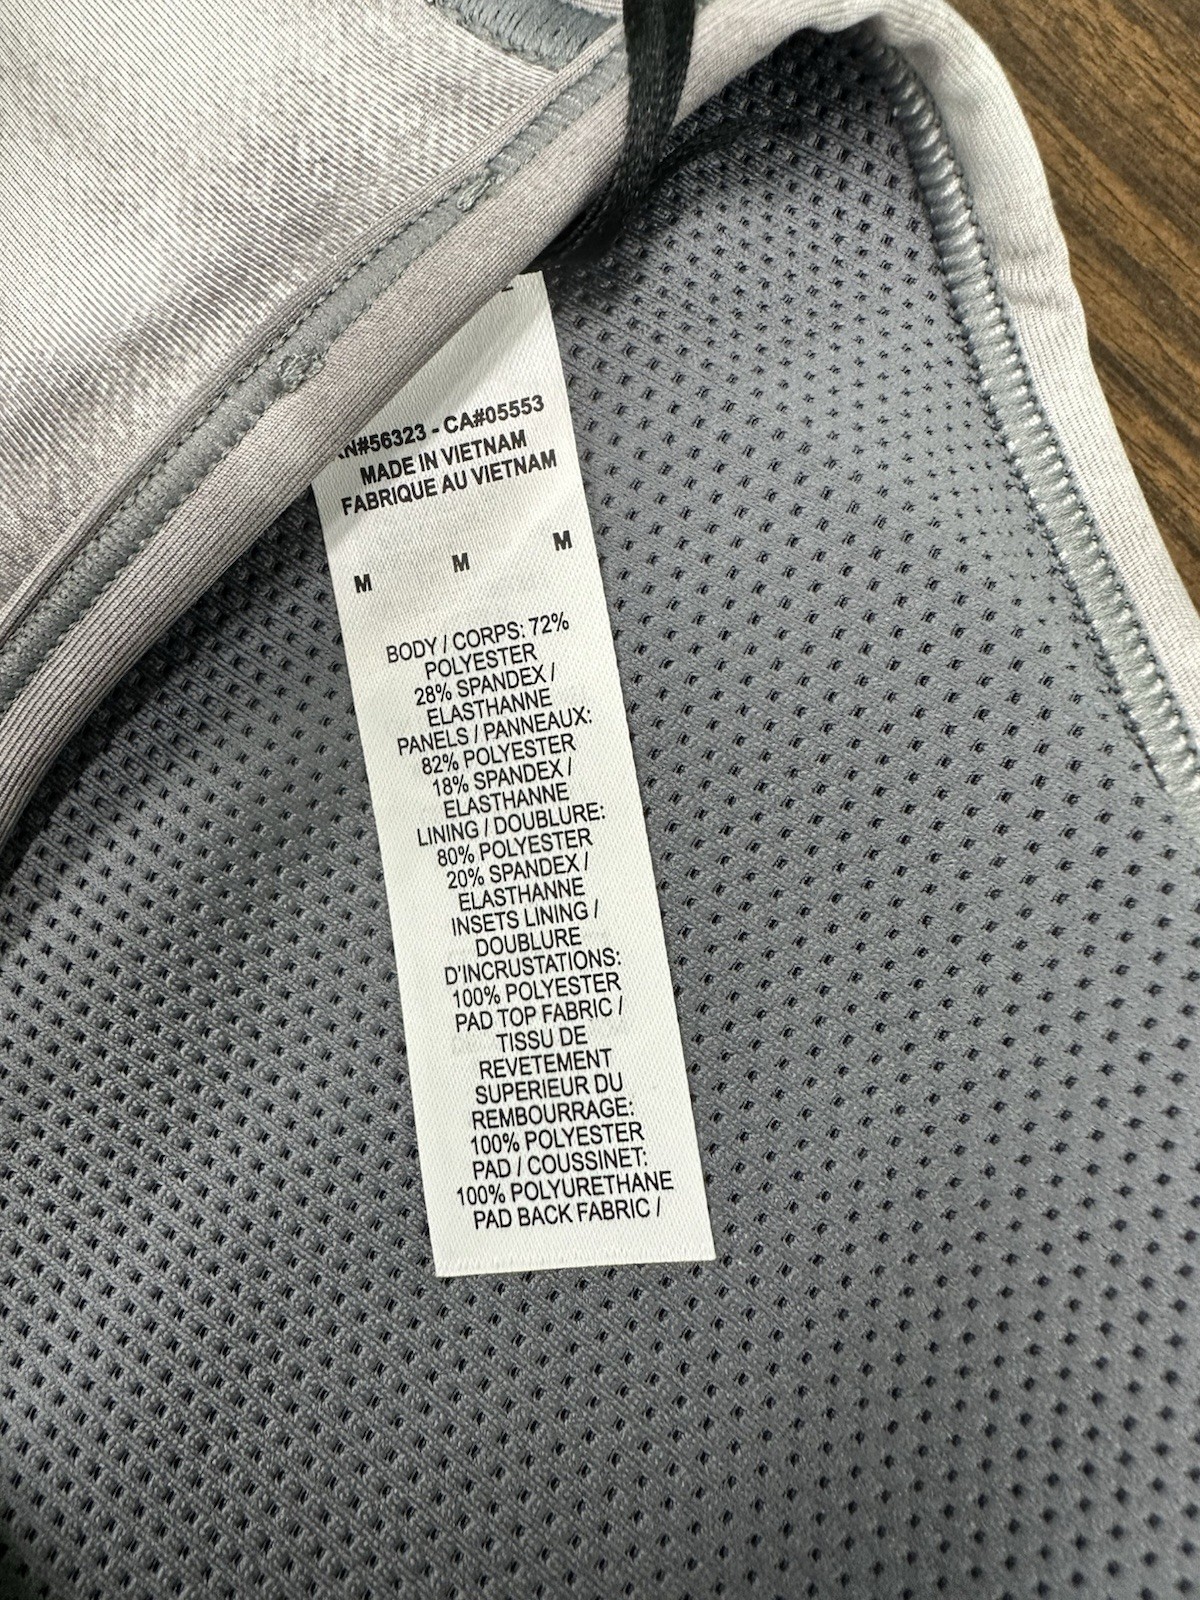 #56323 - CA#05553
MADE IN VIETNAM
FABRIQUE AU VIETNAM
M M M
BODY / CORPS: 72%
POLYESTER
28% SPANDEX /
ELASTHANNE
PANELS / PANNEAUX:
82% POLYESTER
18% SPANDEX /
ELASTHANNE
LINING / DOUBLURE:
80% POLYESTER
20% SPANDEX /
ELASTHANNE
INSETS LINING /
DOUBLURE
D'INCRUSTATIONS:
100% POLYESTER
PAD TOP FABRIC /
TISSU DE
REVETEMENT
SUPERIEUR DU
REMBOURRAGE:
100% POLYESTER
PAD / COUSSINET:
100% POLYURETHANE
PAD BACK FABRIC /